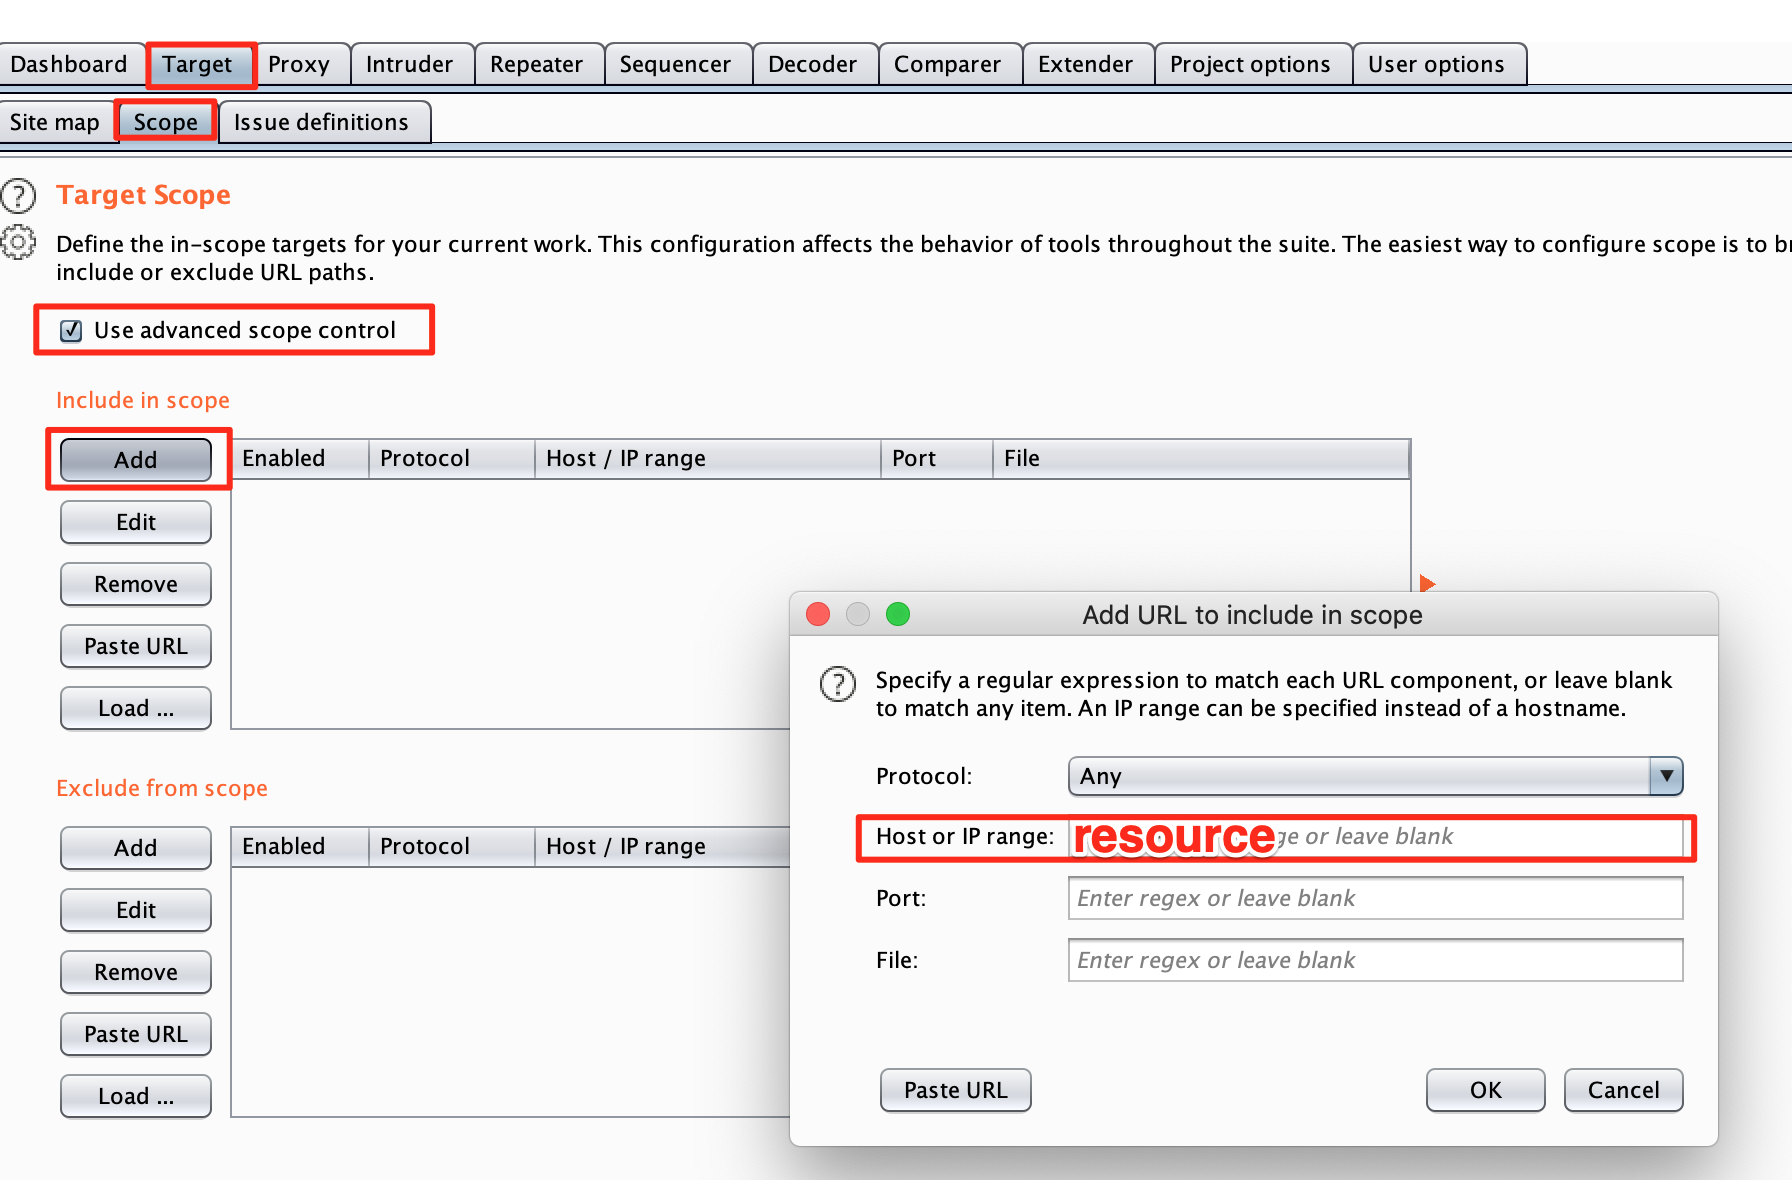 Dashboard Target Proxy Intruder Repeater Sequencer Decoder Comparer Extender Project options User options
Site map Scope Issue definitions
Target Scope
Define the in-scope targets for your current work. This configuration affects the behavior of tools throughout the suite. The easiest way to configure scope is to
include or exclude URL paths.
Use advanced scope control
Include in scope
Add
Enabled Protocol Host / IP range Port File
Edit
Remove
Paste URL
Load ...
Exclude from scope
Add
Enabled Protocol Host / IP range
Edit
Remove
Paste URL
Load ...
Add URL to include in scope
Specify a regular expression to match each URL component, or leave blank
to match any item. An IP range can be specified instead of a hostname.
Protocol: Any
Host or IP range: resource or leave blank
Port: Enter regex or leave blank
File: Enter regex or leave blank
Paste URL OK Cancel